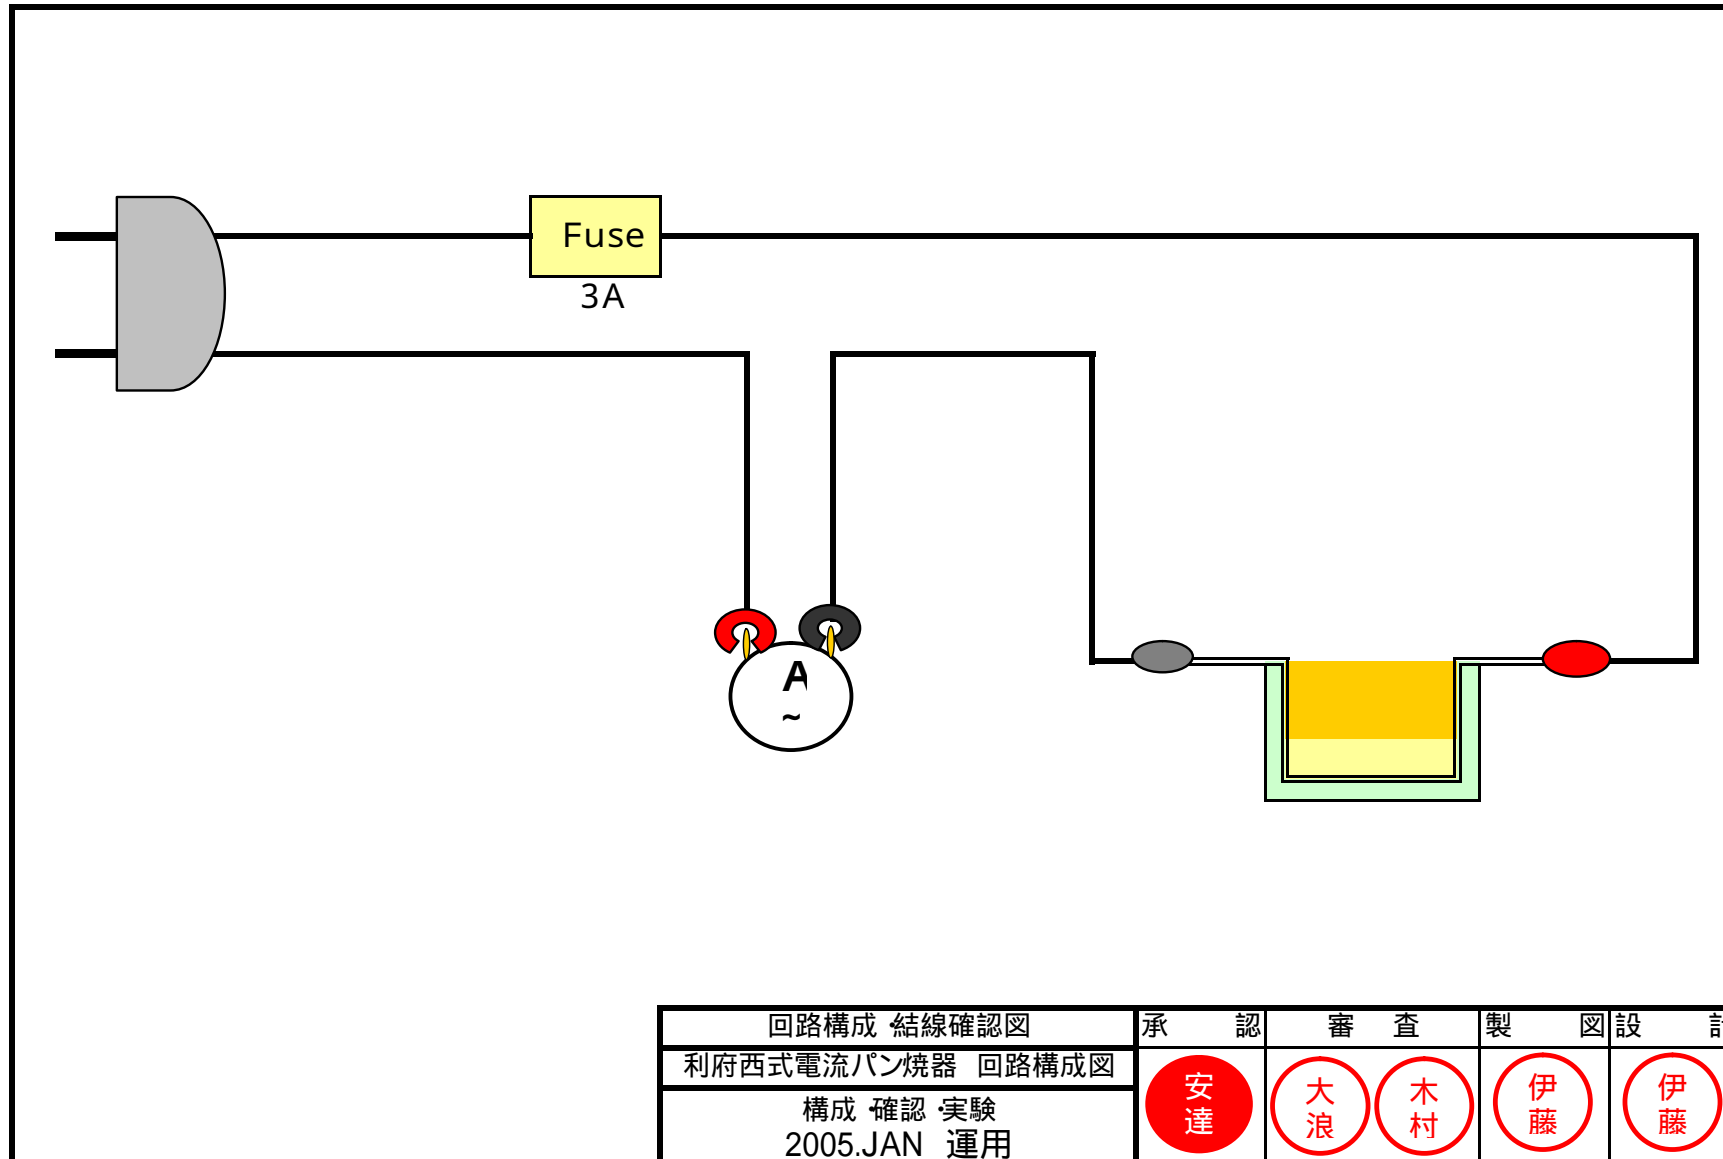 Fuse
3A
A
~
回路構成・結線確認図
承 認
審 査
製 図
設 計
利府西式電流パン焼器 回路構成図
構成・確認・実験
2005.JAN 運用
安達
大浪
木村
伊藤
伊藤